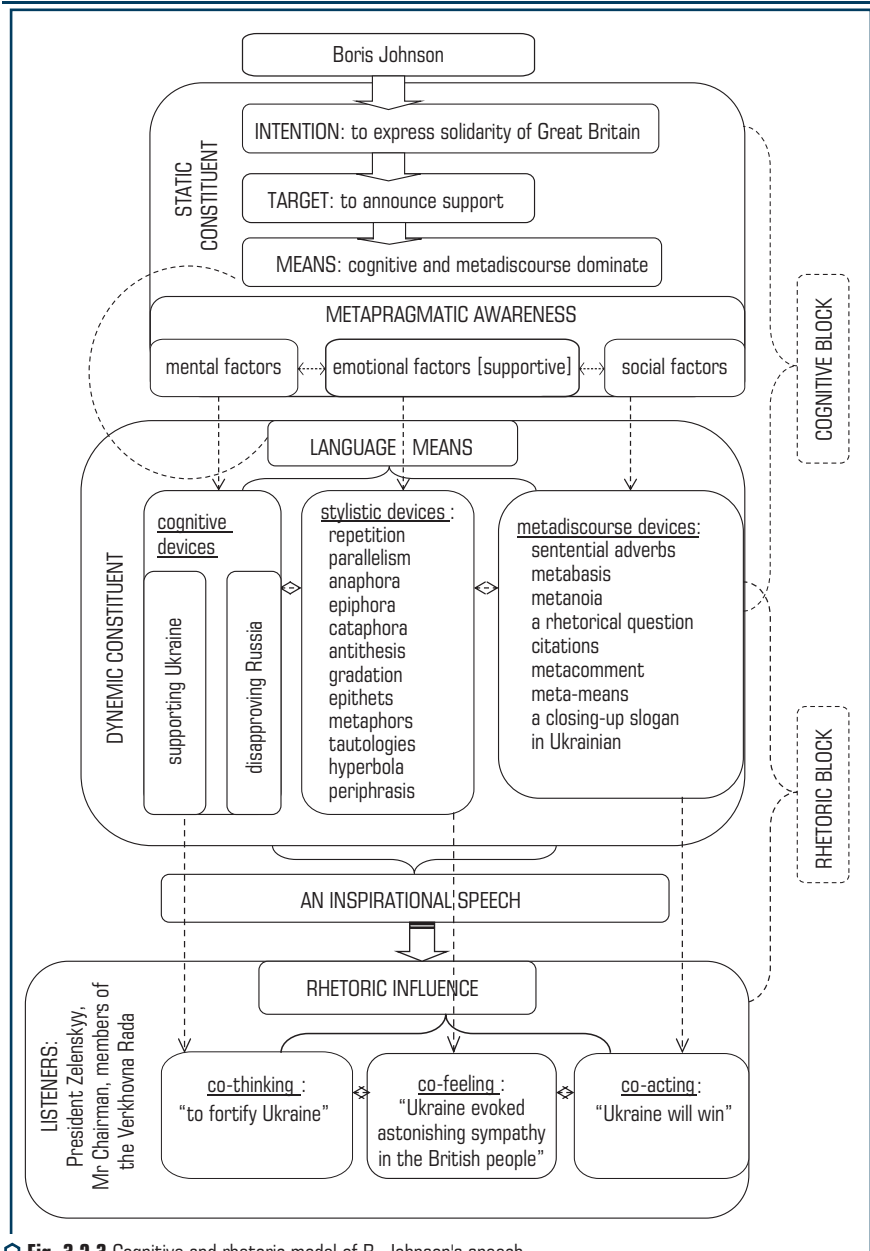 Boris Johnson
STATIC
CONSTITUENT
INTENTION: to express solidarity of Great Britain
TARGET: to announce support
MEANS: cognitive and metadiscourse dominate
METAPRAGMATIC AWARENESS
mental factors
emotional factors [supportive]
social factors
COGNITIVE BLOCK
DYNEMIC CONSTITUENT
LANGUAGE MEANS
cognitive
devices
supporting Ukraine
disapproving Russia
stylistic devices :
repetition
parallelism
anaphora
epiphora
cataphora
antithesis
gradation
epithets
metaphors
tautologies
hyperbola
periphrasis
metadiscourse devices:
sentential adverbs
metabasis
metanoia
a rhetorical question
citations
metacomment
meta-means
a closing-up slogan
in Ukrainian
RHETORIC BLOCK
AN INSPIRATIONAL SPEECH
LISTENERS:
President Zelenskyy,
Mr Chairman, members of
the Verkhovna Rada
RHETORIC INFLUENCE
co-thinking :
“to fortify Ukraine”
co-feeling :
“Ukraine evoked
astonishing sympathy
in the British people”
co-acting:
“Ukraine will win”
Fig. 3.2.3 Cognitive and rhetoric model of B. Johnson's speech